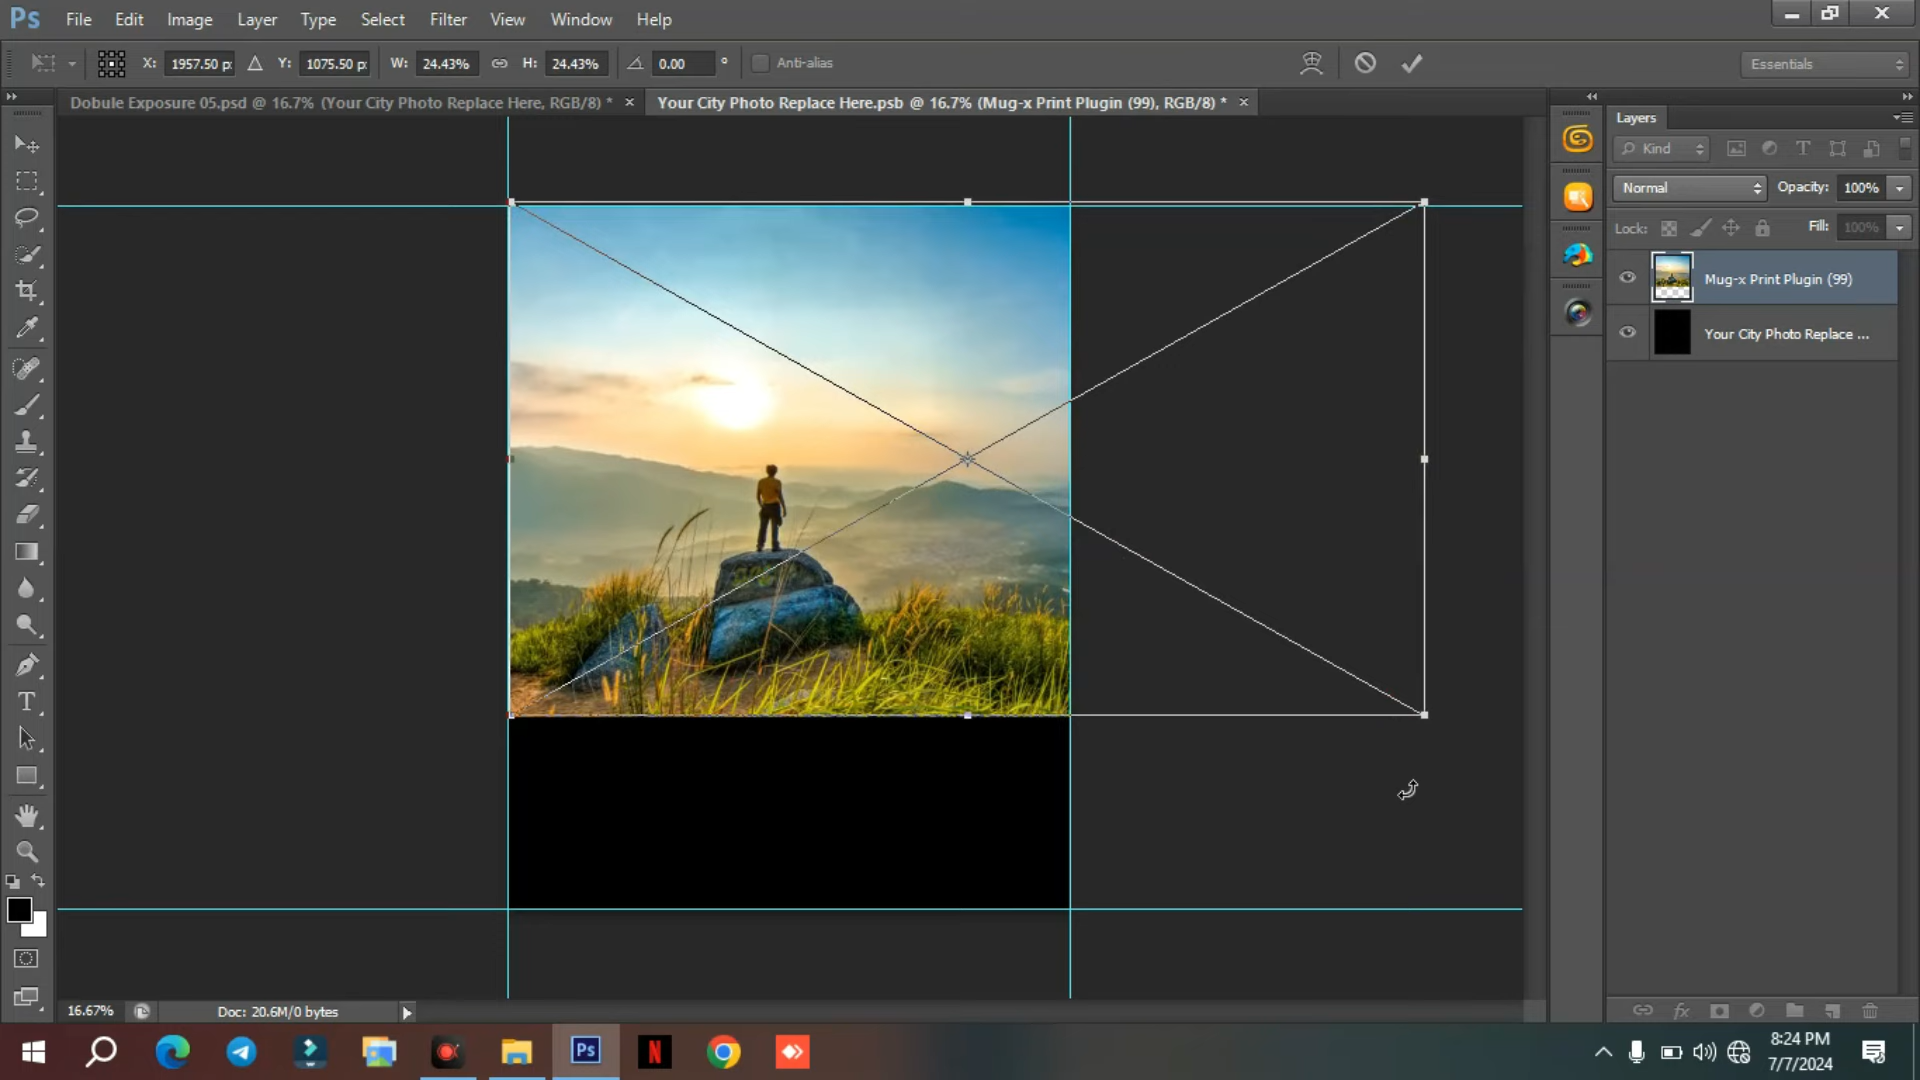 Ps File Edit Image Layer Type Select Filter View Window Help
X: 1957.50 p: Y: 1075.50 p: W: 24.43% H: 24.43% 0.00 ° Anti-alias Essentials
Dobule Exposure 05.psd @ 16.7% (Your City Photo Replace Here, RGB/8) * × Your City Photo Replace Here.psb @ 16.7% (Mug-x Print Plugin (99), RGB/8) * ×
Layers
Kind
Normal Opacity: 100%
Lock: Fill: 100%
Mug-x Print Plugin (99)
Your City Photo Replace ...
16.67% Doc: 20.6M/0 bytes
Ps N
8:24 PM
7/7/2024